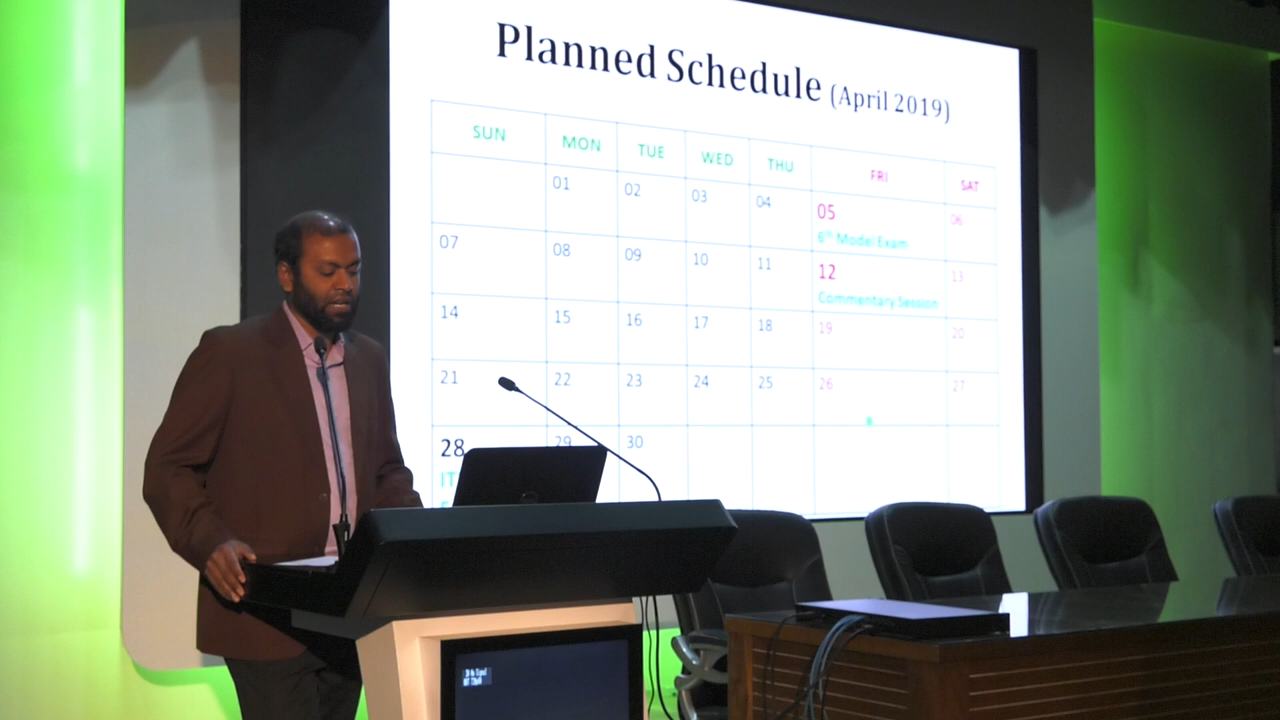 Planned Schedule (April 2019)
SUN MON TUE WED THU FRI SAT
01 02 03 04 05 06
6th Model Exam
07 08 09 10 11 12 13
Commentary Session
14 15 16 17 18 19 20
21 22 23 24 25 26 27
28 29 30